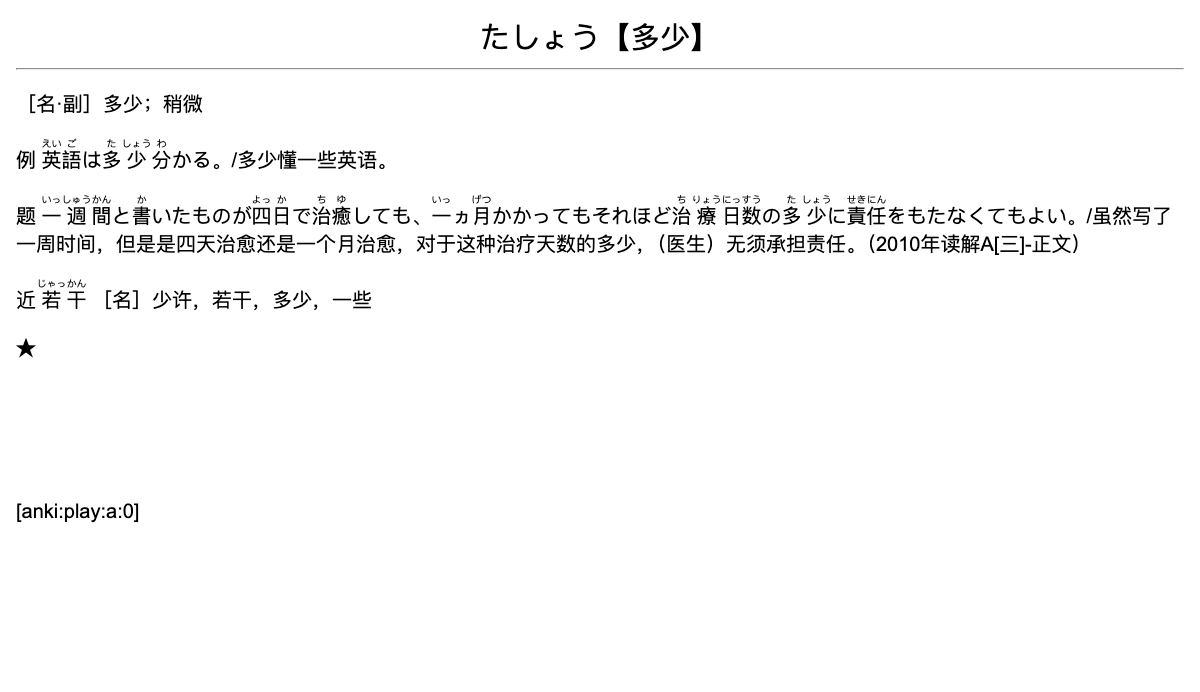 たしょう【多少】
［名·副］多少；稍微
えい ご た しょう わ
例 英語は多少分かる。/多少懂一些英语。
いっしゅうかん か よっ か ち ゆ いっ げつ ち りょうにっすう た しょう せきにん
题 一週間と書いたものが四日で治癒しても、一ヵ月かかってもそれほど治療日数の多少に責任をもたなくてもよい。/虽然写了
一周时间，但是是四天治愈还是一个月治愈，对于这种治疗天数的多少，（医生）无须承担责任。（2010年读解A[三]-正文）
じゃっかん
近 若干 ［名］少许，若干，多少，一些
★
[anki:play:a:0]